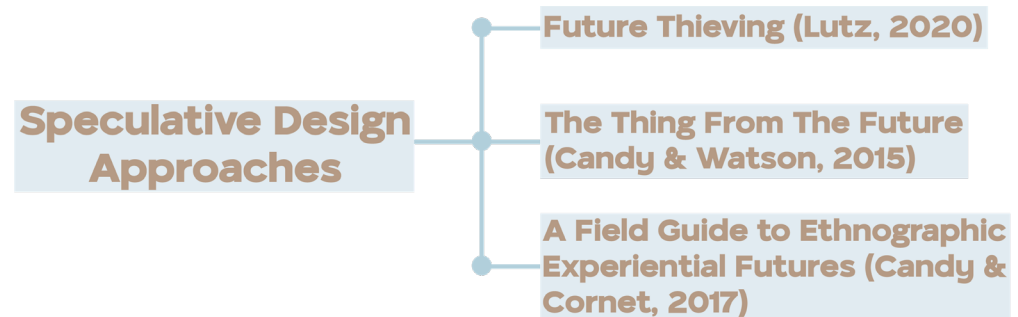 Speculative Design
Approaches
Future Thieving (Lutz, 2020)
The Thing From The Future
(Candy & Watson, 2015)
A Field Guide to Ethnographic
Experiential Futures (Candy &
Cornet, 2017)